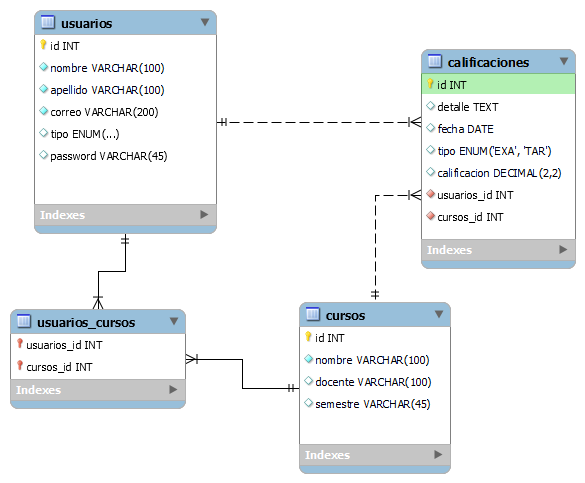 usuarios
id INT
nombre VARCHAR(100)
apellido VARCHAR(100)
correo VARCHAR(200)
tipo ENUM(...)
password VARCHAR(45)
Indexes
calificaciones
id INT
detalle TEXT
fecha DATE
tipo ENUM('EXA', 'TAR')
calificacion DECIMAL(2,2)
usuarios_id INT
cursos_id INT
Indexes
usuarios_cursos
usuarios_id INT
cursos_id INT
Indexes
cursos
id INT
nombre VARCHAR(100)
docente VARCHAR(100)
semestre VARCHAR(45)
Indexes